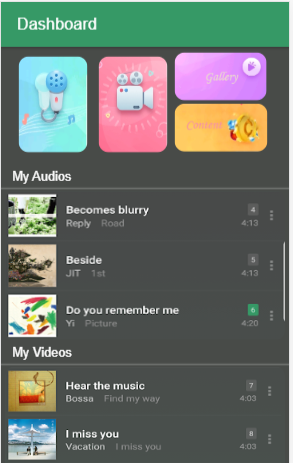 Dashboard
Gallery
Contest
My Audios
Becomes blurry 4
Reply Road 4:13
Beside 5
JIT 1st 4:13
Do you remember me 6
Yi Picture 4:20
My Videos
Hear the music 7
Bossa Find my way 4:03
I miss you 8
Vacation I miss you 4:03